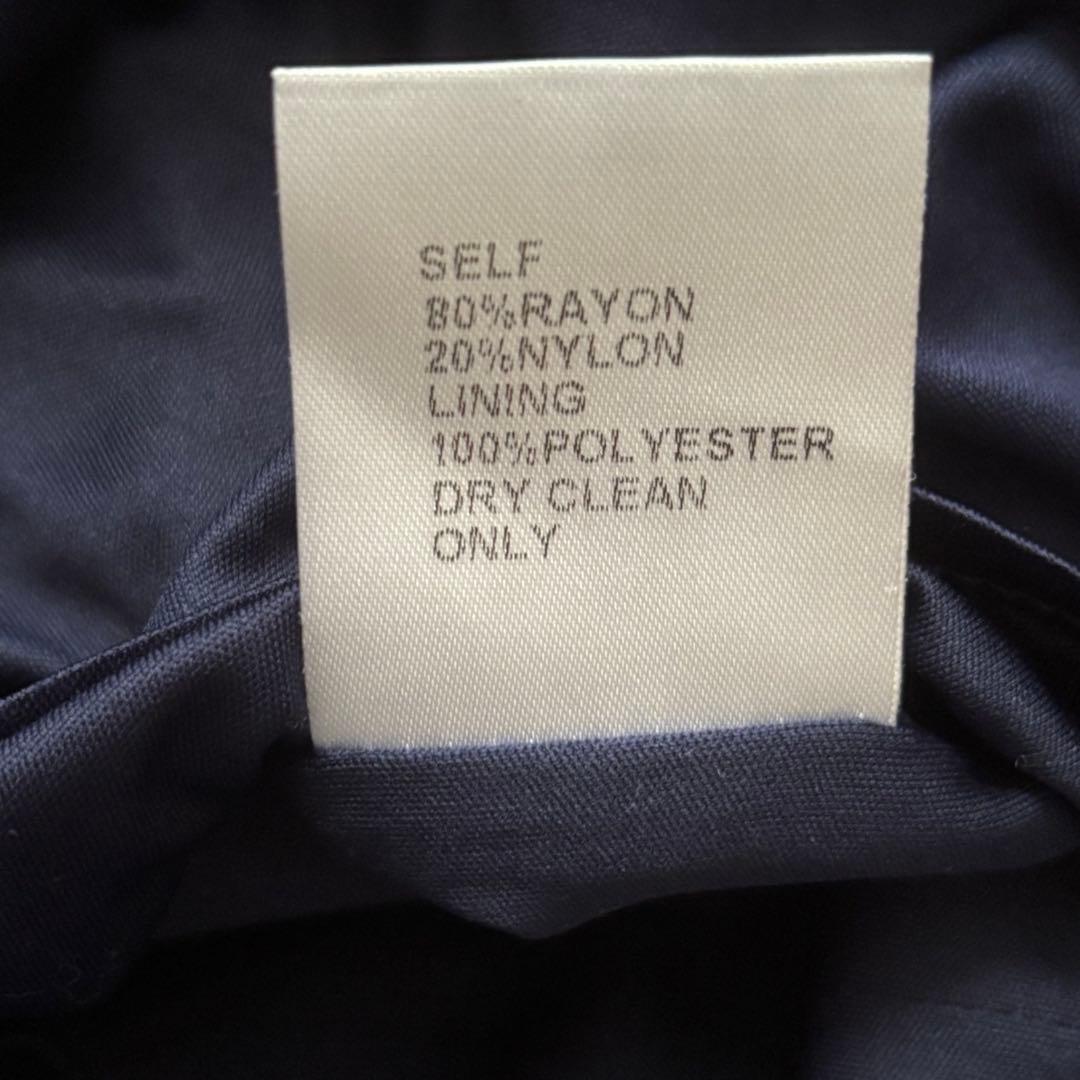 SELF
80%RAYON
20%NYLON
LINING
100%POLYESTER
DRY CLEAN
ONLY